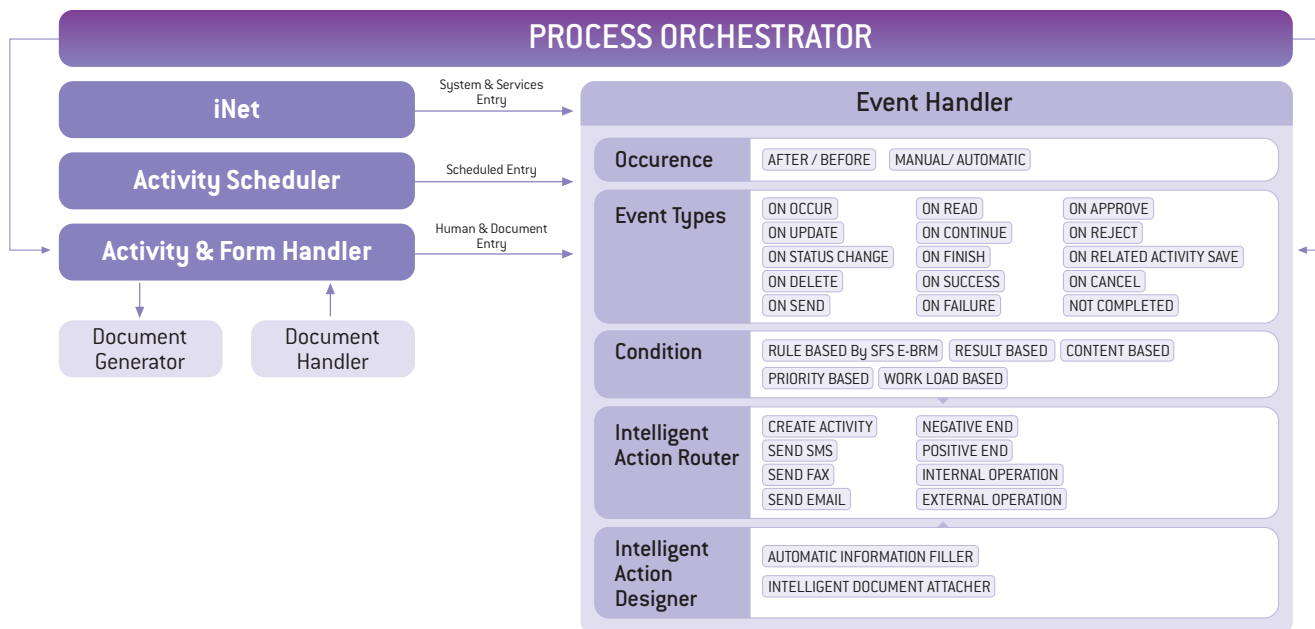 PROCESS ORCHESTRATOR
iNet
System & Services
Entry
Activity Scheduler
Scheduled Entry
Activity & Form Handler
Human & Document
Entry
Document
Generator
Document
Handler
Event Handler
Occurence
AFTER / BEFORE MANUAL/ AUTOMATIC
Event Types
ON OCCUR ON READ ON APPROVE
ON UPDATE ON CONTINUE ON REJECT
ON STATUS CHANGE ON FINISH ON RELATED ACTIVITY SAVE
ON DELETE ON SUCCESS ON CANCEL
ON SEND ON FAILURE NOT COMPLETED
Condition
RULE BASED By SFS E-BRM RESULT BASED CONTENT BASED
PRIORITY BASED WORK LOAD BASED
Intelligent
Action Router
CREATE ACTIVITY NEGATIVE END
SEND SMS POSITIVE END
SEND FAX INTERNAL OPERATION
SEND EMAIL EXTERNAL OPERATION
Intelligent
Action
Designer
AUTOMATIC INFORMATION FILLER
INTELLIGENT DOCUMENT ATTACHER